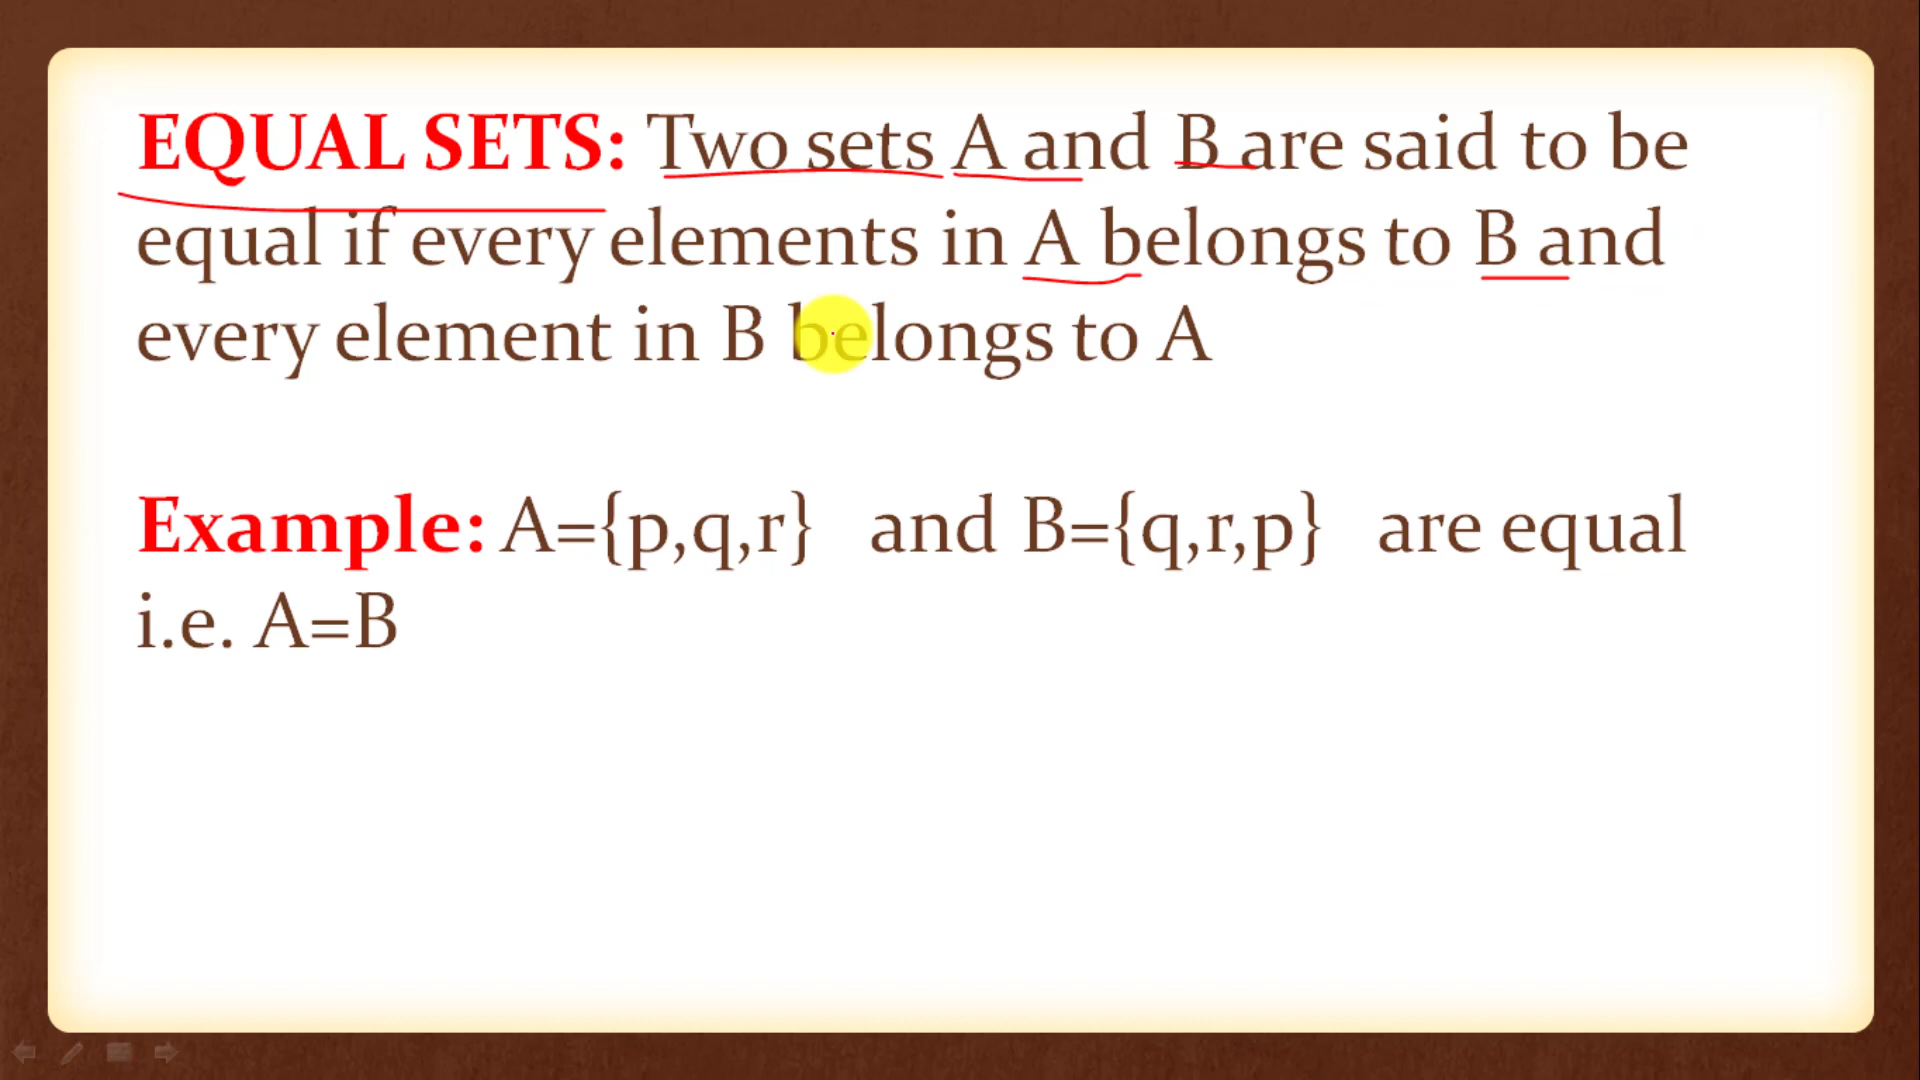 EQUAL SETS: Two sets A and B are said to be
equal if every elements in A belongs to B and
every element in B belongs to A
Example: A={p,q,r} and B={q,r,p} are equal
i.e. A=B